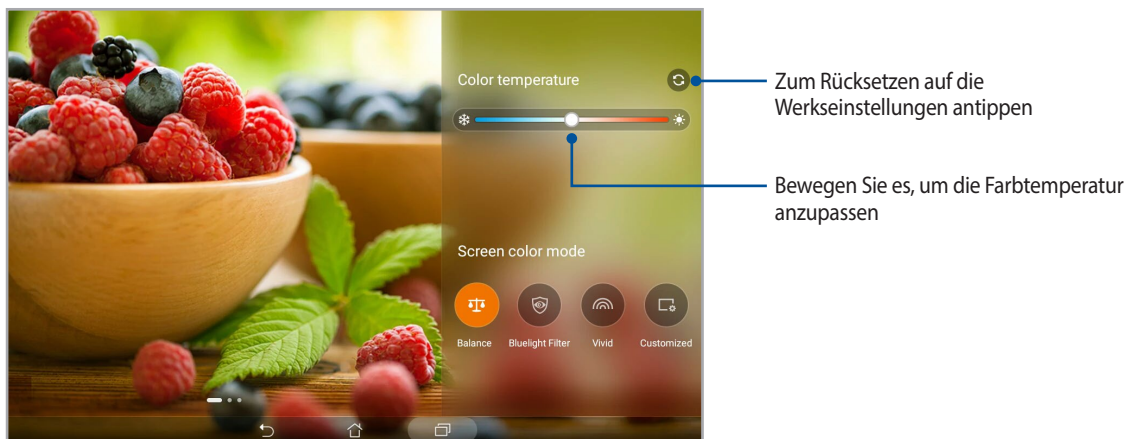 Color temperature
Zum Rücksetzen auf die
Werkseinstellungen antippen
Bewegen Sie es, um die Farbtemperatur
anzupassen
Screen color mode
Balance
Bluelight Filter
Vivid
Customized